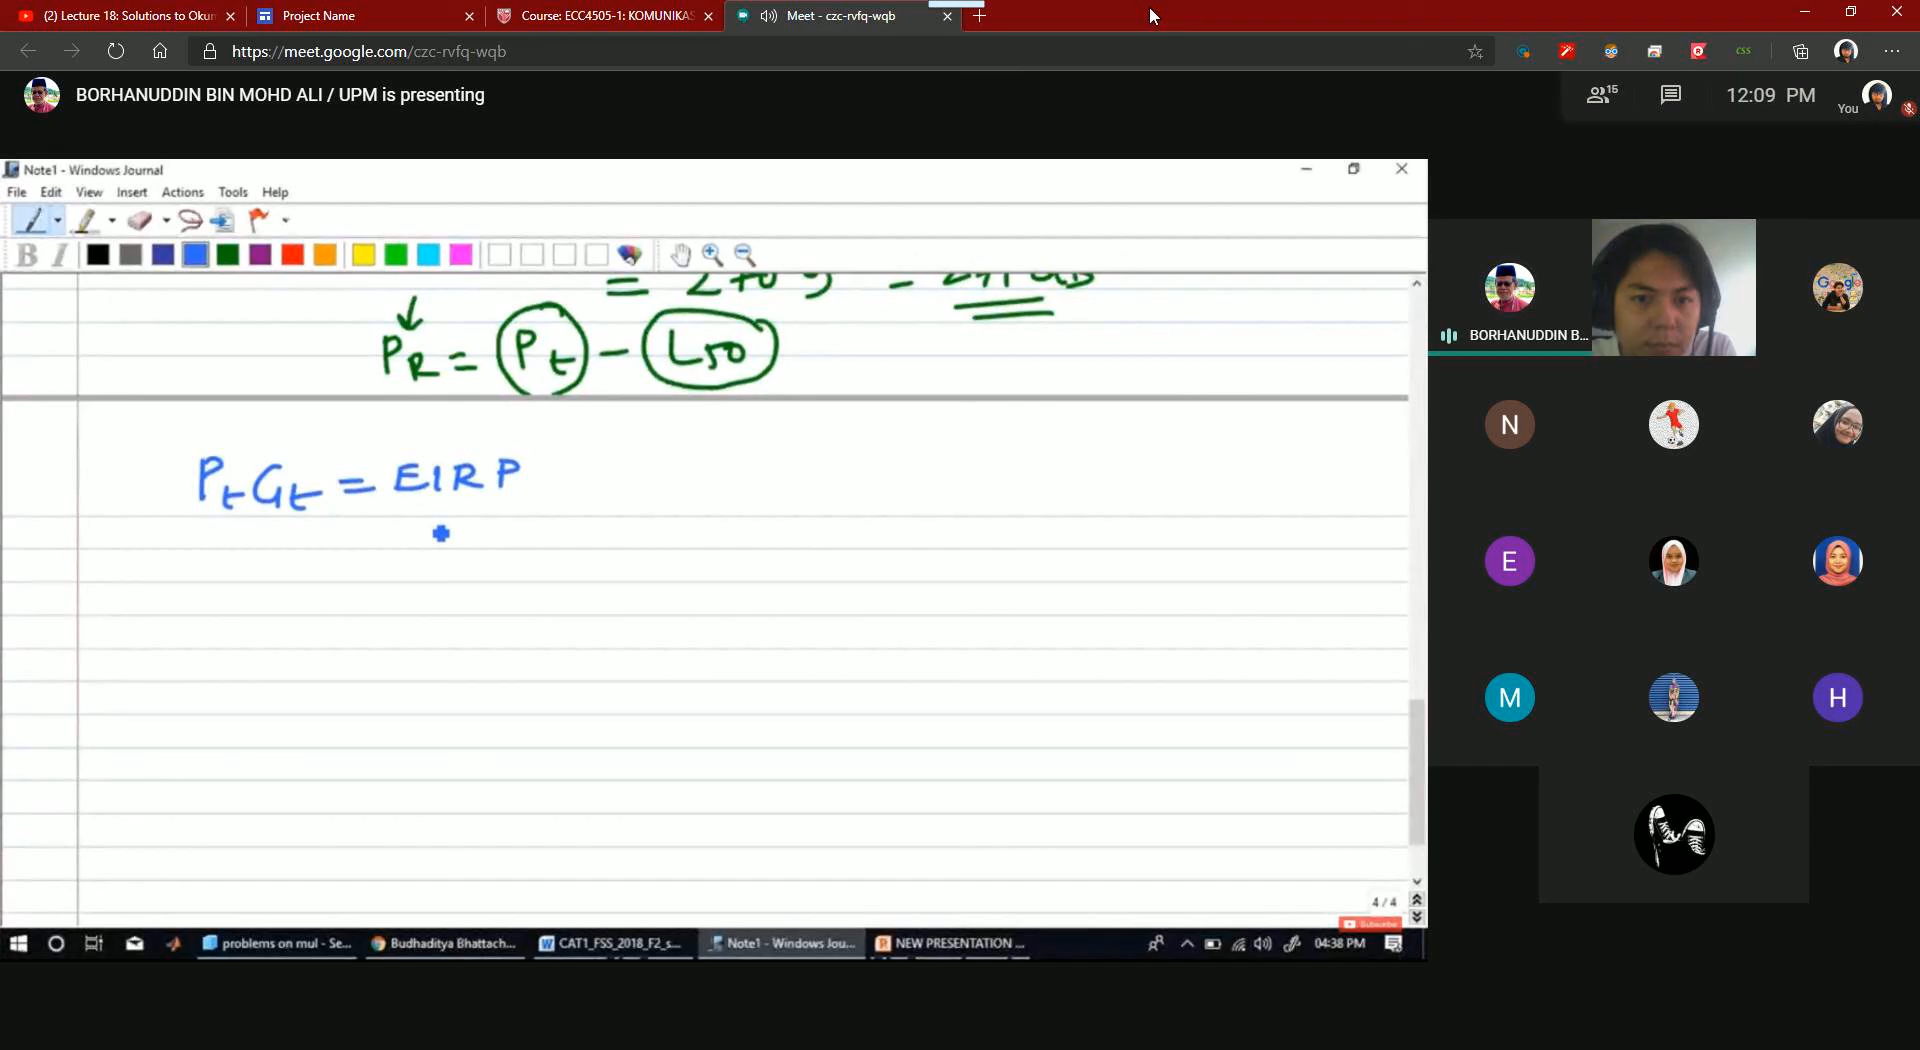 (2) Lecture 18: Solutions to Okun
Project Name
Course: ECC4505-1: KOMUNIKAS
Meet - czc-rvfq-wqb
https://meet.google.com/czc-rvfq-wqb
CSS
BORHANUDDIN BIN MOHD ALI / UPM is presenting
15
12:09 PM
You
Note1 - Windows Journal
File Edit View Insert Actions Tools Help
B I
PR = Pt - L50
PtGt = EIRP
Google
BORHANUDDIN B...
N
E
M
H
4 / 4
Subscribe
problems on mul - Se...
Budhaditya Bhattach...
CAT1_FSS_2018_F2_s...
Note1 - Windows Jou...
NEW PRESENTATION ...
04:38 PM